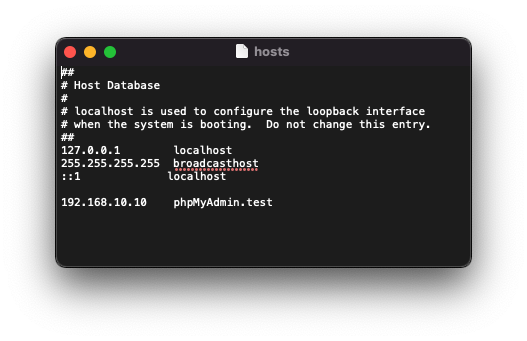 hosts
##
# Host Database
#
# localhost is used to configure the loopback interface
# when the system is booting.  Do not change this entry.
##
127.0.0.1        localhost
255.255.255.255  broadcasthost
::1             localhost
192.168.10.10    phpMyAdmin.test